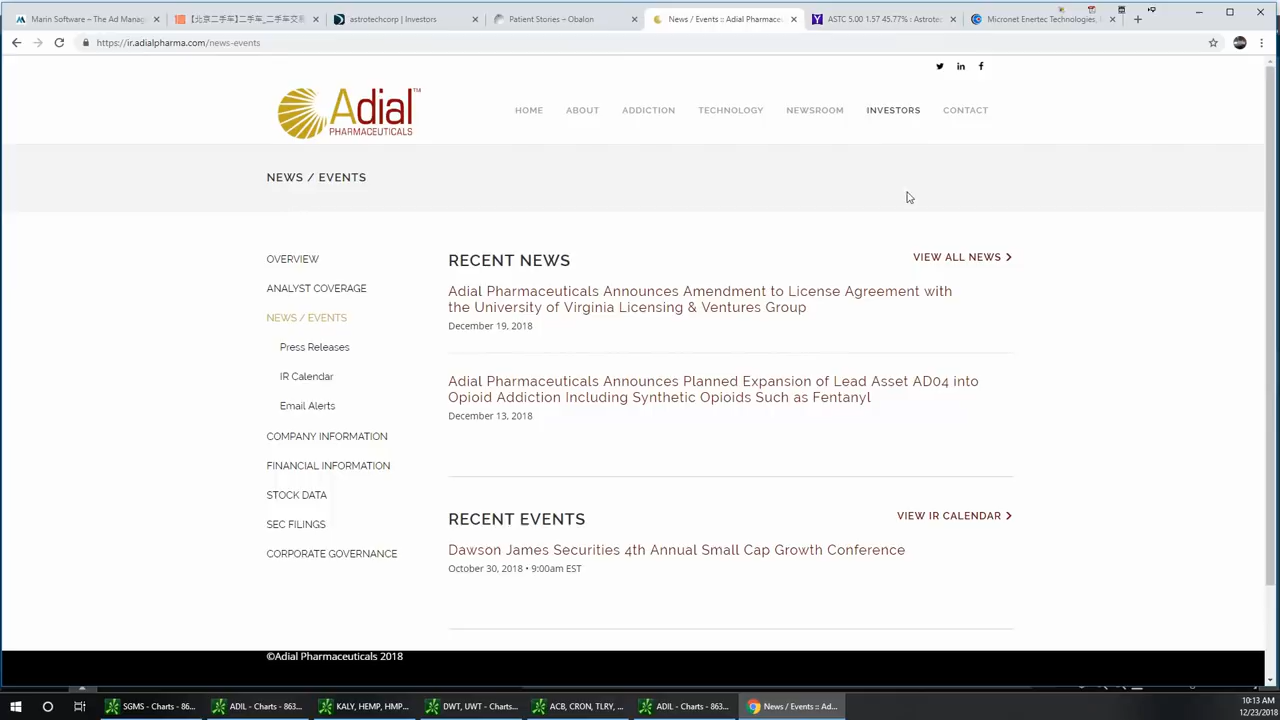 Marin Software – The Ad Manag
【北京二手车】二手车_二手车交易
astrotechcorp | Investors
Patient Stories – Obalon
News / Events :: Adial Pharmace
ASTC 5.00 1.57 45.77% : Astrotec
Micronet Enertec Technologies, I
https://ir.adialpharma.com/news-events
Adial™
PHARMACEUTICALS
HOME
ABOUT
ADDICTION
TECHNOLOGY
NEWSROOM
INVESTORS
CONTACT
NEWS / EVENTS
OVERVIEW
ANALYST COVERAGE
NEWS / EVENTS
Press Releases
IR Calendar
Email Alerts
COMPANY INFORMATION
FINANCIAL INFORMATION
STOCK DATA
SEC FILINGS
CORPORATE GOVERNANCE
RECENT NEWS
VIEW ALL NEWS
Adial Pharmaceuticals Announces Amendment to License Agreement with
the University of Virginia Licensing & Ventures Group
December 19, 2018
Adial Pharmaceuticals Announces Planned Expansion of Lead Asset AD04 into
Opioid Addiction Including Synthetic Opioids Such as Fentanyl
December 13, 2018
RECENT EVENTS
VIEW IR CALENDAR
Dawson James Securities 4th Annual Small Cap Growth Conference
October 30, 2018 • 9:00am EST
©Adial Pharmaceuticals 2018
SGMS - Charts - 86...
ADIL - Charts - 863...
KALY, HEMP, HMP...
DWT, UWT - Charts...
ACB, CRON, TLRY, ...
ADIL - Charts - 863...
News / Events :: Ad...
10:13 AM
12/23/2018